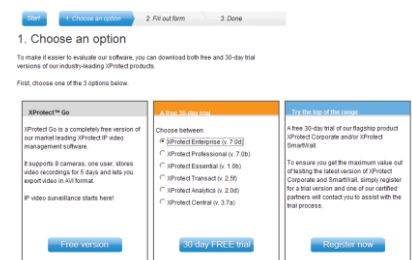 Start
1. Choose an option
2. Fill out form
3. Done
1. Choose an option
To make it easier to evaluate our software, you can download both free and 30-day trial
versions of our industry-leading XProtect products.
First, choose one of the 3 options below.
XProtect™ Go
XProtect Go is a completely free version of
our market leading XProtect IP video
management software.
It supports 8 cameras, one user, stores
video recordings for 5 days and lets you
export video in AVI format.
IP video surveillance starts here!
Free version
A free 30-day trial
Choose between:
XProtect Enterprise (v. 7.0d)
XProtect Professional (v. 7.0b)
XProtect Essential (v. 1.0b)
XProtect Transact (v. 2.5f)
XProtect Analytics (v. 2.0d)
XProtect Central (v. 3.7a)
30 day FREE trial
Try the top of the range
A free 30-day trial of our flagship product
XProtect Corporate and/or XProtect
SmartWall.
To ensure you get the maximum value out
of testing the latest version of XProtect
Corporate and SmartWall, simply register
for a trial version and one of our certified
partners will contact you to assist with the
trial process.
Register now